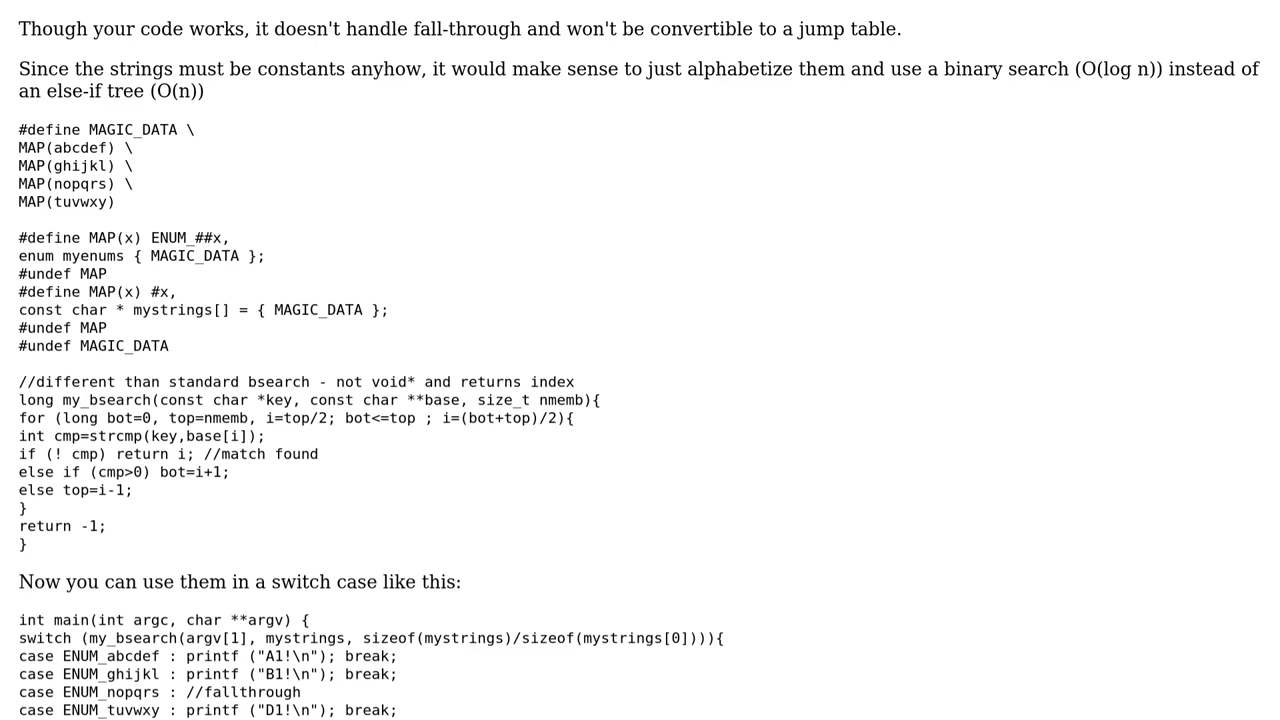 Though your code works, it doesn't handle fall-through and won't be convertible to a jump table.
Since the strings must be constants anyhow, it would make sense to just alphabetize them and use a binary search (O(log n)) instead of
an else-if tree (O(n))
#define MAGIC_DATA \
MAP(abcdef) \
MAP(ghijkl) \
MAP(nopqrs) \
MAP(tuvwxy)
#define MAP(x) ENUM_##x,
enum myenums { MAGIC_DATA };
#undef MAP
#define MAP(x) #x,
const char * mystrings[] = { MAGIC_DATA };
#undef MAP
#undef MAGIC_DATA
//different than standard bsearch - not void* and returns index
long my_bsearch(const char *key, const char **base, size_t nmemb){
for (long bot=0, top=nmemb, i=top/2; bot<=top ; i=(bot+top)/2){
int cmp=strcmp(key,base[i]);
if (! cmp) return i; //match found
else if (cmp>0) bot=i+1;
else top=i-1;
}
return -1;
}
Now you can use them in a switch case like this:
int main(int argc, char **argv) {
switch (my_bsearch(argv[1], mystrings, sizeof(mystrings)/sizeof(mystrings[0]))){
case ENUM_abcdef : printf ("A1!\n"); break;
case ENUM_ghijkl : printf ("B1!\n"); break;
case ENUM_nopqrs : //fallthrough
case ENUM_tuvwxy : printf ("D1!\n"); break;